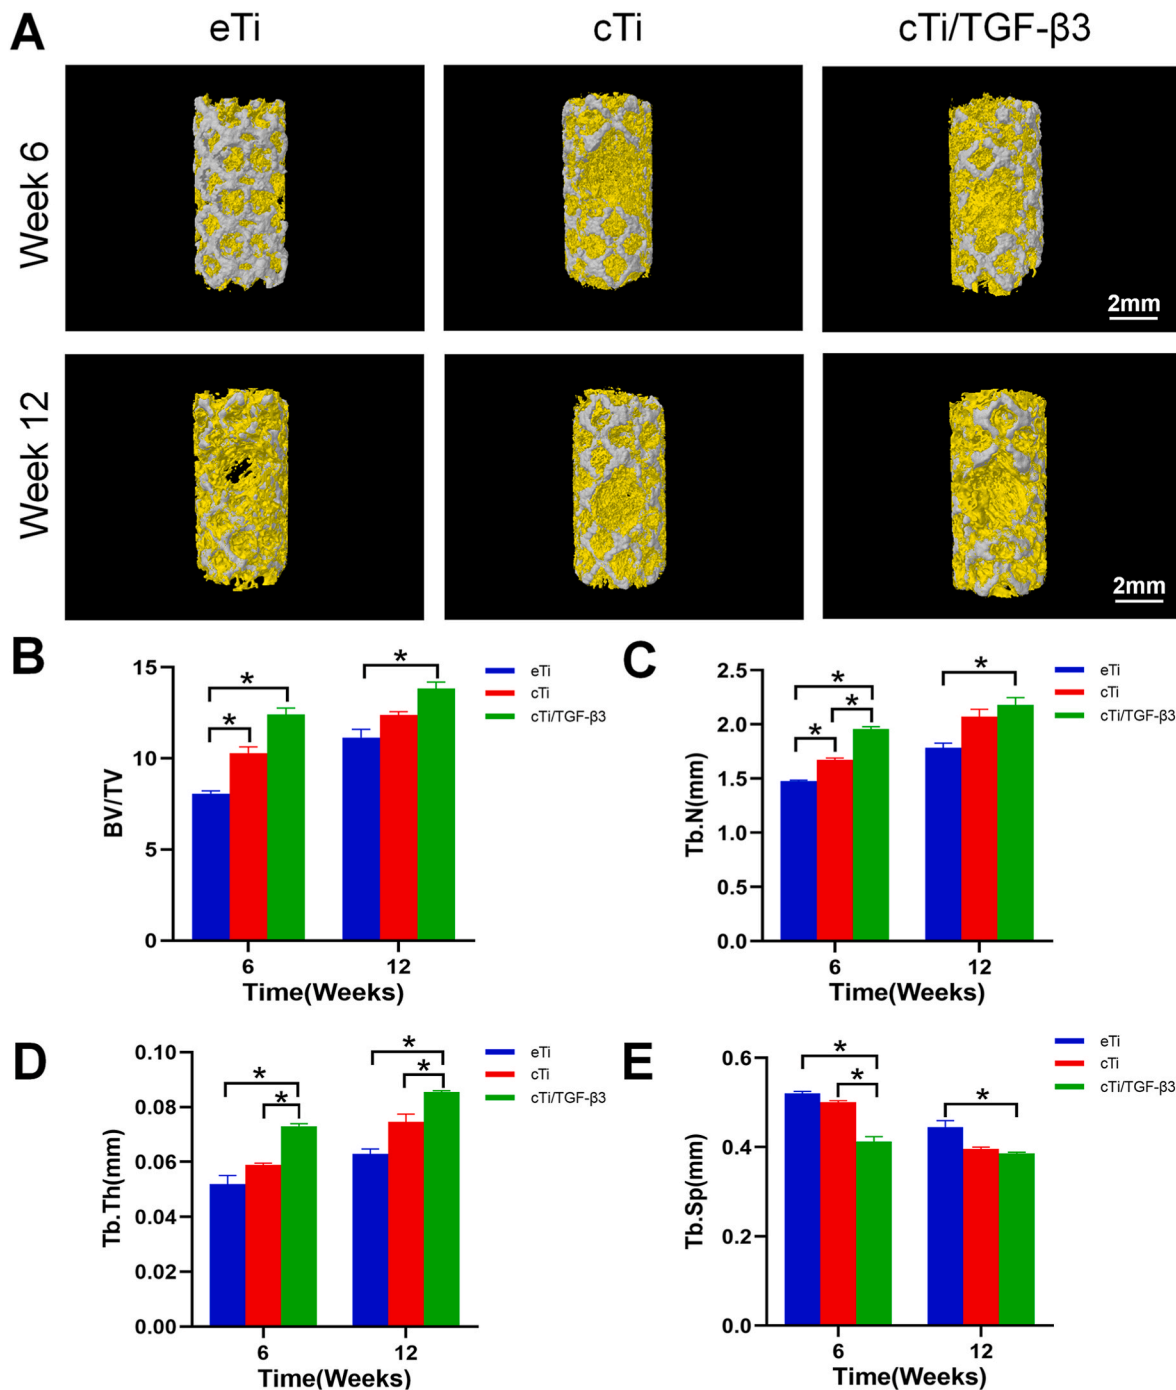 A
eTi
cTi
cTi/TGF-β3
Week 6
2mm
Week 12
2mm
B
15
10
5
0
BV/TV
*
*
*
6
12
Time(Weeks)
eTi
cTi
cTi/TGF-β3
C
2.5
2.0
1.5
1.0
0.5
0.0
Tb.N(mm)
*
*
*
*
6
12
Time(Weeks)
eTi
cTi
cTi/TGF-β3
D
0.10
0.08
0.06
0.04
0.02
0.00
Tb.Th(mm)
*
*
*
*
6
12
Time(Weeks)
eTi
cTi
cTi/TGF-β3
E
0.6
0.4
0.2
0.0
Tb.Sp(mm)
*
*
*
6
12
Time(Weeks)
eTi
cTi
cTi/TGF-β3